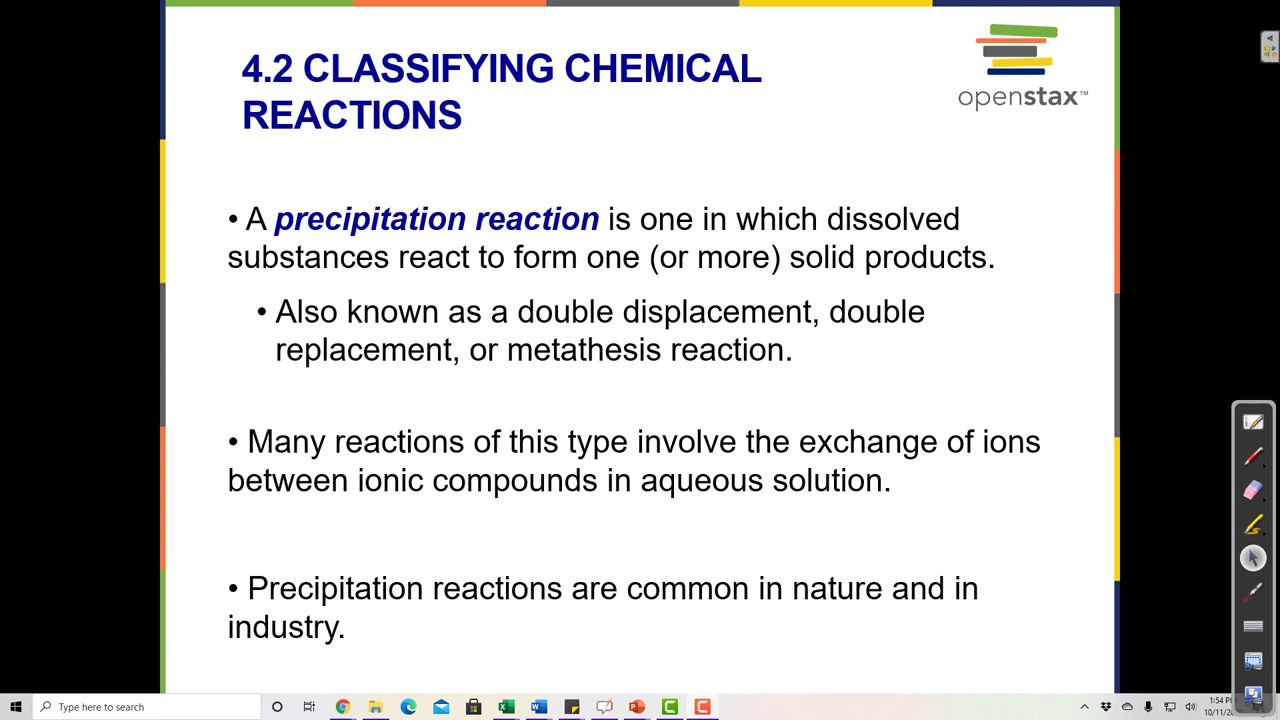 4.2 CLASSIFYING CHEMICAL
REACTIONS
openstax™
• A precipitation reaction is one in which dissolved
substances react to form one (or more) solid products.
• Also known as a double displacement, double
replacement, or metathesis reaction.
• Many reactions of this type involve the exchange of ions
between ionic compounds in aqueous solution.
• Precipitation reactions are common in nature and in
industry.
Type here to search
1:54 PM